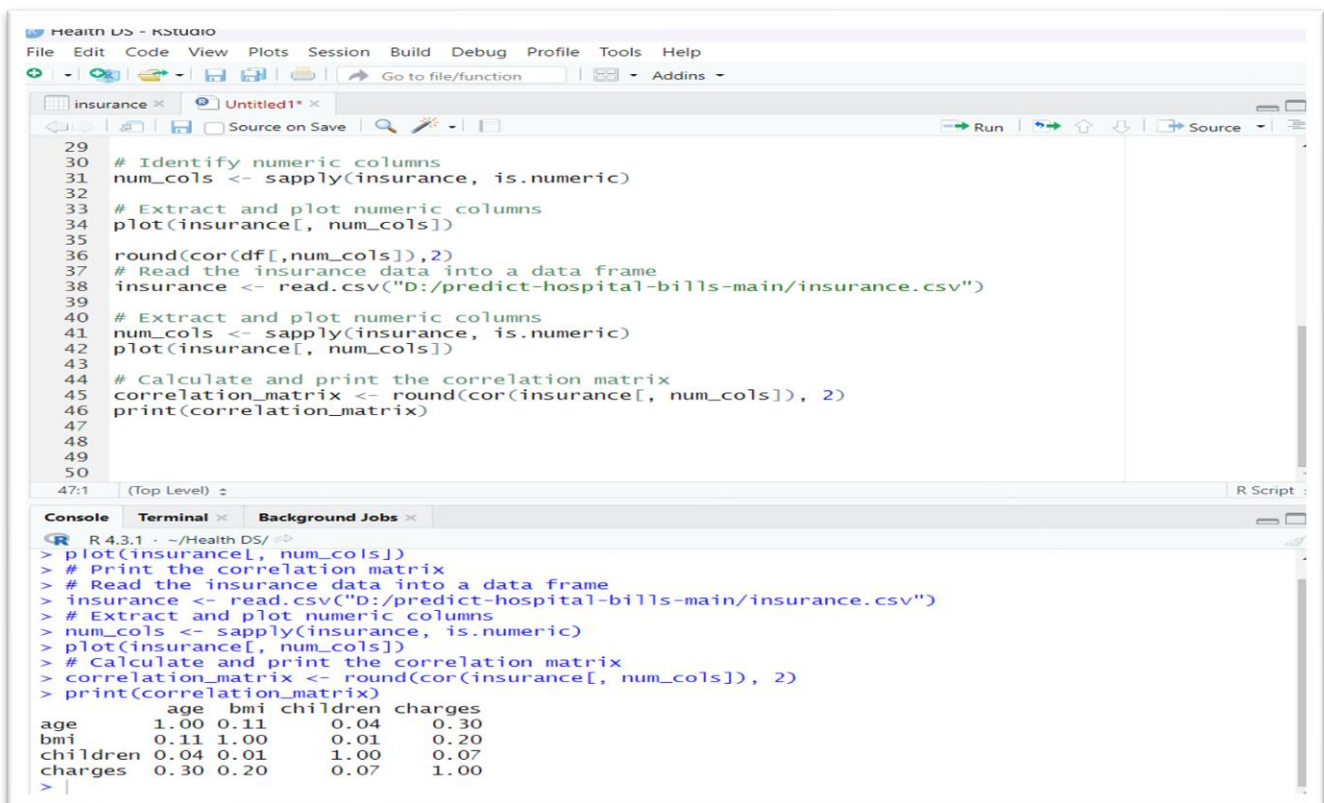 Health DS - RStudio
File Edit Code View Plots Session Build Debug Profile Tools Help
Go to file/function Addins
insurance Untitled1*
Source on Save Run Source
29
30 # Identify numeric columns
31 num_cols <- sapply(insurance, is.numeric)
32
33 # Extract and plot numeric columns
34 plot(insurance[, num_cols])
35
36 round(cor(df[,num_cols]),2)
37 # Read the insurance data into a data frame
38 insurance <- read.csv("D:/predict-hospital-bills-main/insurance.csv")
39
40 # Extract and plot numeric columns
41 num_cols <- sapply(insurance, is.numeric)
42 plot(insurance[, num_cols])
43
44 # Calculate and print the correlation matrix
45 correlation_matrix <- round(cor(insurance[, num_cols]), 2)
46 print(correlation_matrix)
47
48
49
50
47:1 (Top Level) R Script
Console Terminal Background Jobs
R 4.3.1 · ~/Health DS/
> plot(insurance[, num_cols])
> # Print the correlation matrix
> # Read the insurance data into a data frame
> insurance <- read.csv("D:/predict-hospital-bills-main/insurance.csv")
> # Extract and plot numeric columns
> num_cols <- sapply(insurance, is.numeric)
> plot(insurance[, num_cols])
> # Calculate and print the correlation matrix
> correlation_matrix <- round(cor(insurance[, num_cols]), 2)
> print(correlation_matrix)
age bmi children charges
age 1.00 0.11 0.04 0.30
bmi 0.11 1.00 0.01 0.20
children 0.04 0.01 1.00 0.07
charges 0.30 0.20 0.07 1.00
>